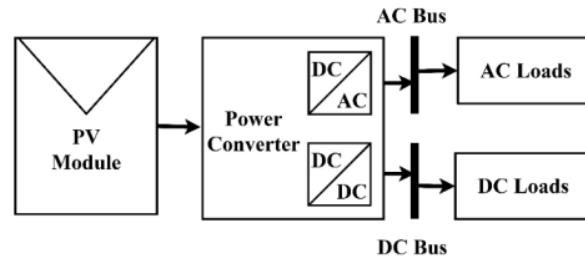 AC Bus
PV
Module
Power
Converter
DC
AC
DC
DC
AC Loads
DC Loads
DC Bus